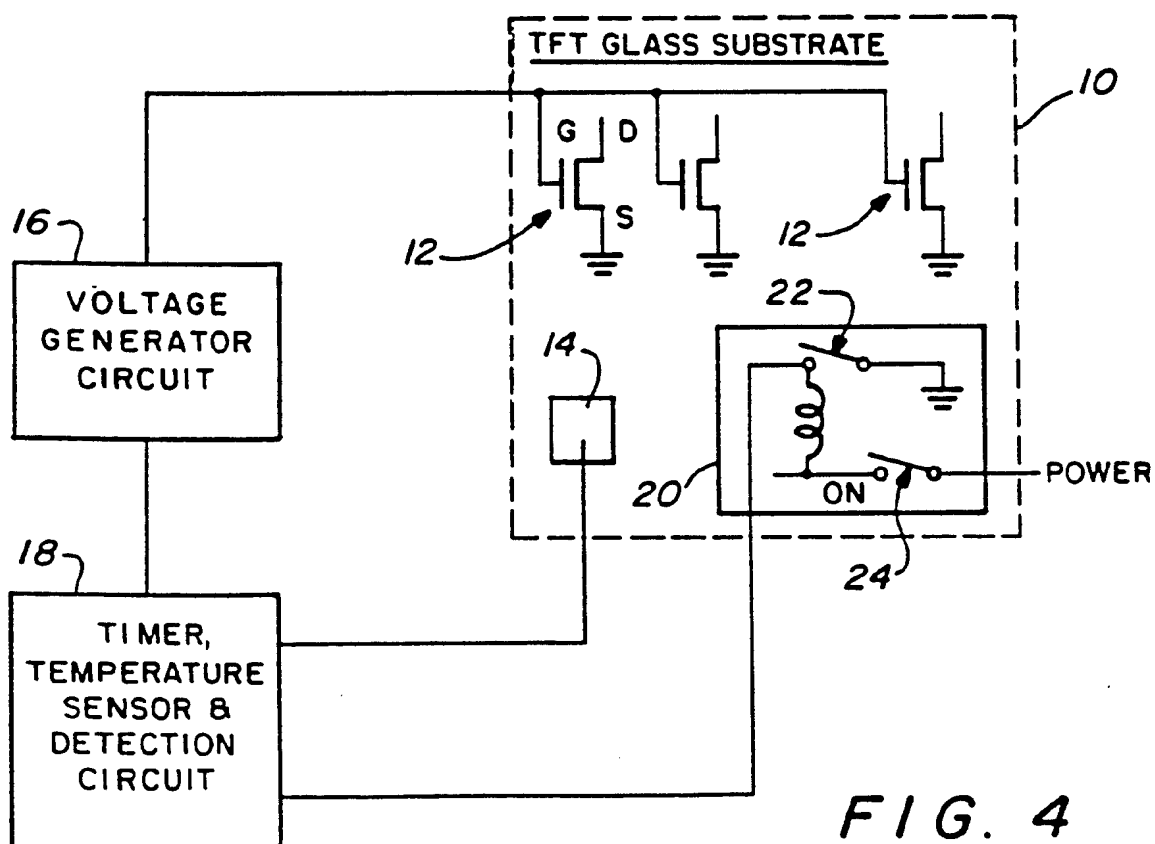 TFT GLASS SUBSTRATE
10
G D
S
12
12
16
VOLTAGE
GENERATOR
CIRCUIT
22
14
20
ON
POWER
24
18
TIMER,
TEMPERATURE
SENSOR &
DETECTION
CIRCUIT
FIG. 4